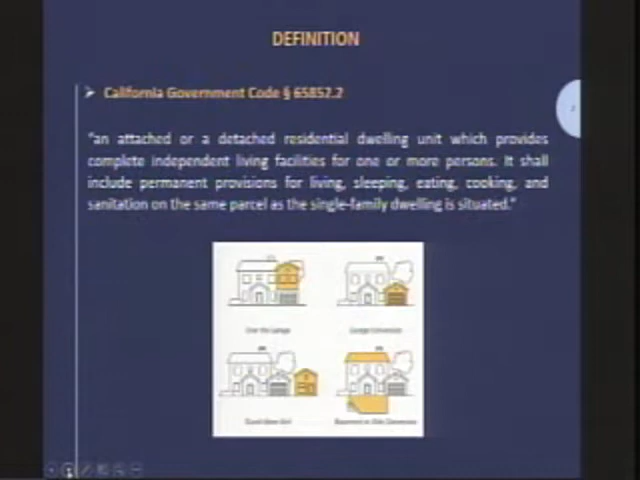 DEFINITION
➤ California Government Code § 65852.2
"an attached or a detached residential dwelling unit which provides
complete independent living facilities for one or more persons. It shall
include permanent provisions for living, sleeping, eating, cooking, and
sanitation on the same parcel as the single-family dwelling is situated."
Garage Conversion